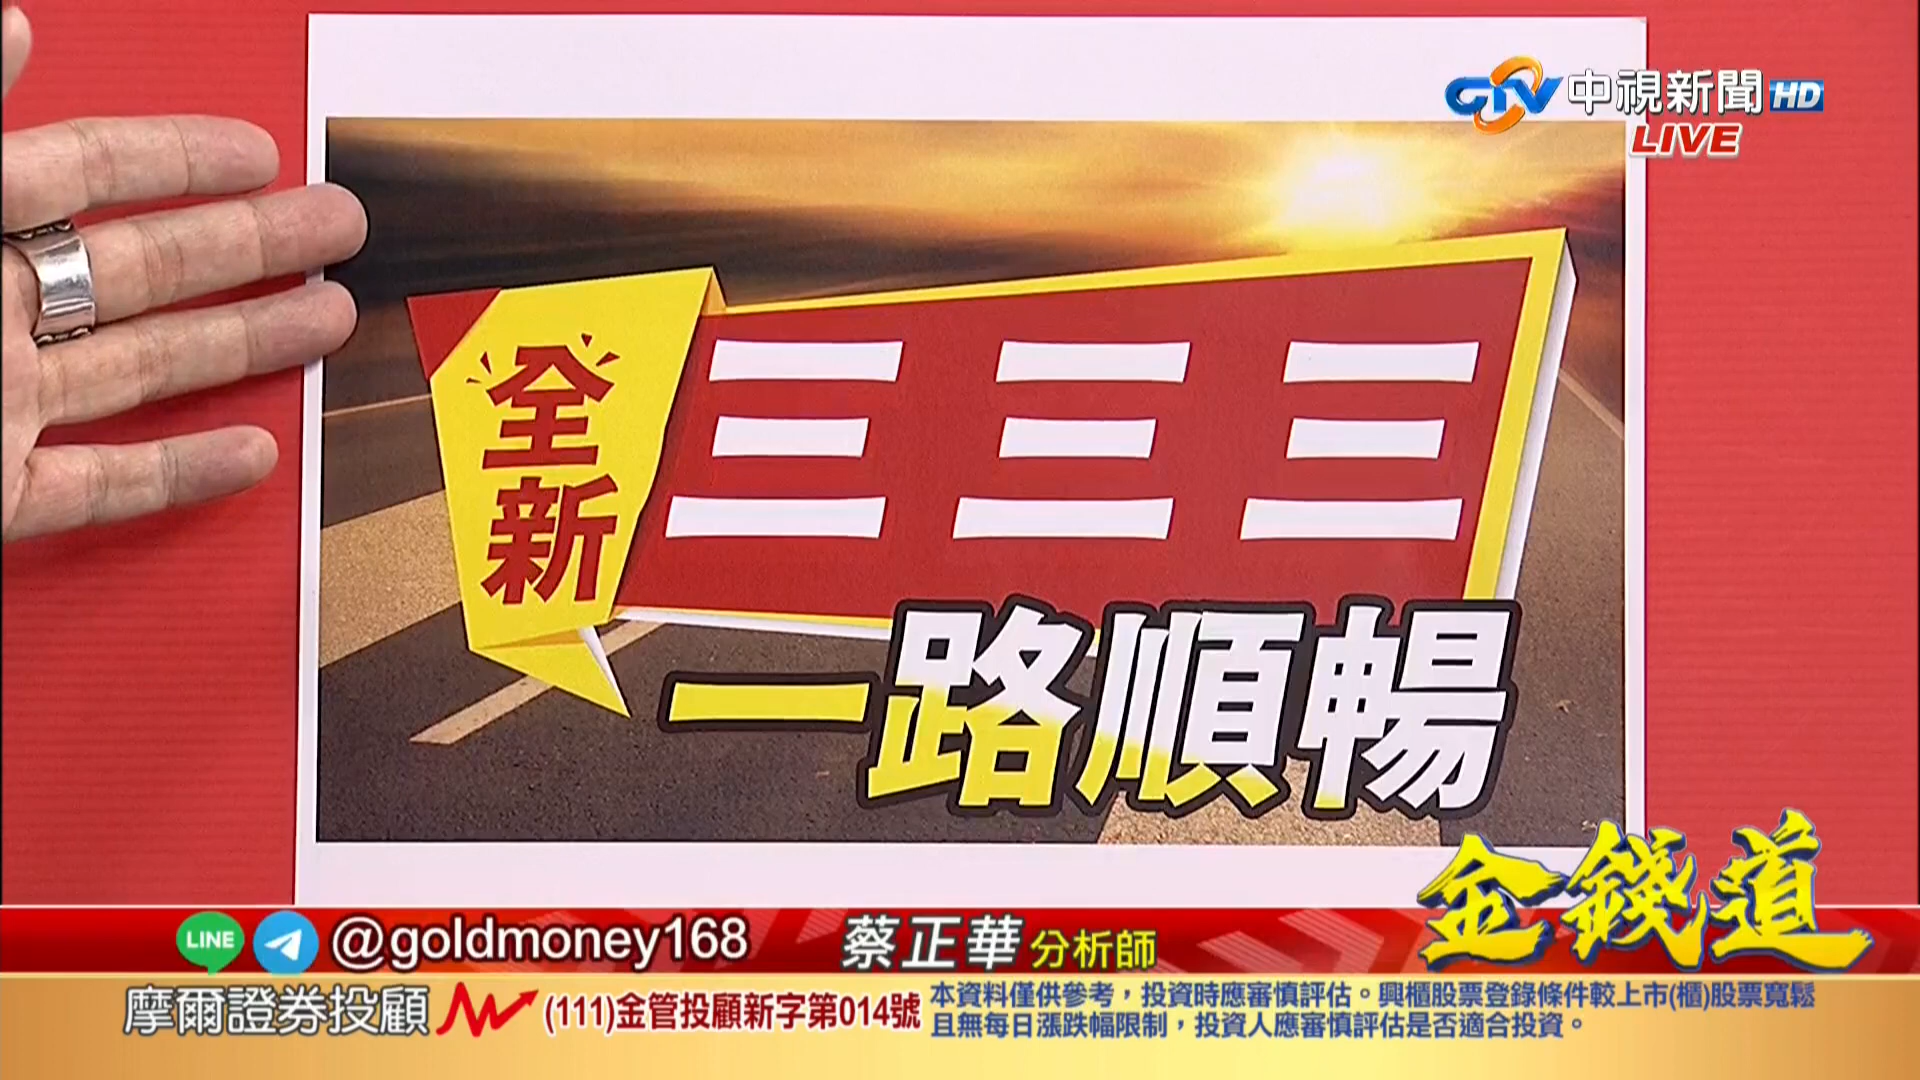 CTV中視新聞HD
LIVE
全新
三三三
一路順暢
金錢道
LINE @goldmoney168 蔡正華分析師
摩爾證券投顧 (111)金管投顧新字第014號
本資料僅供參考，投資時應審慎評估。興櫃股票登錄條件較上市(櫃)股票寬鬆
且無每日漲跌幅限制，投資人應審慎評估是否適合投資。